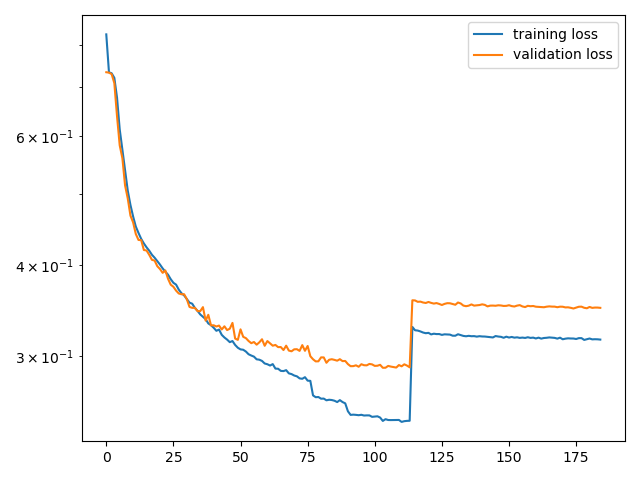 training loss
validation loss
6 × 10⁻¹
4 × 10⁻¹
3 × 10⁻¹
0 25 50 75 100 125 150 175